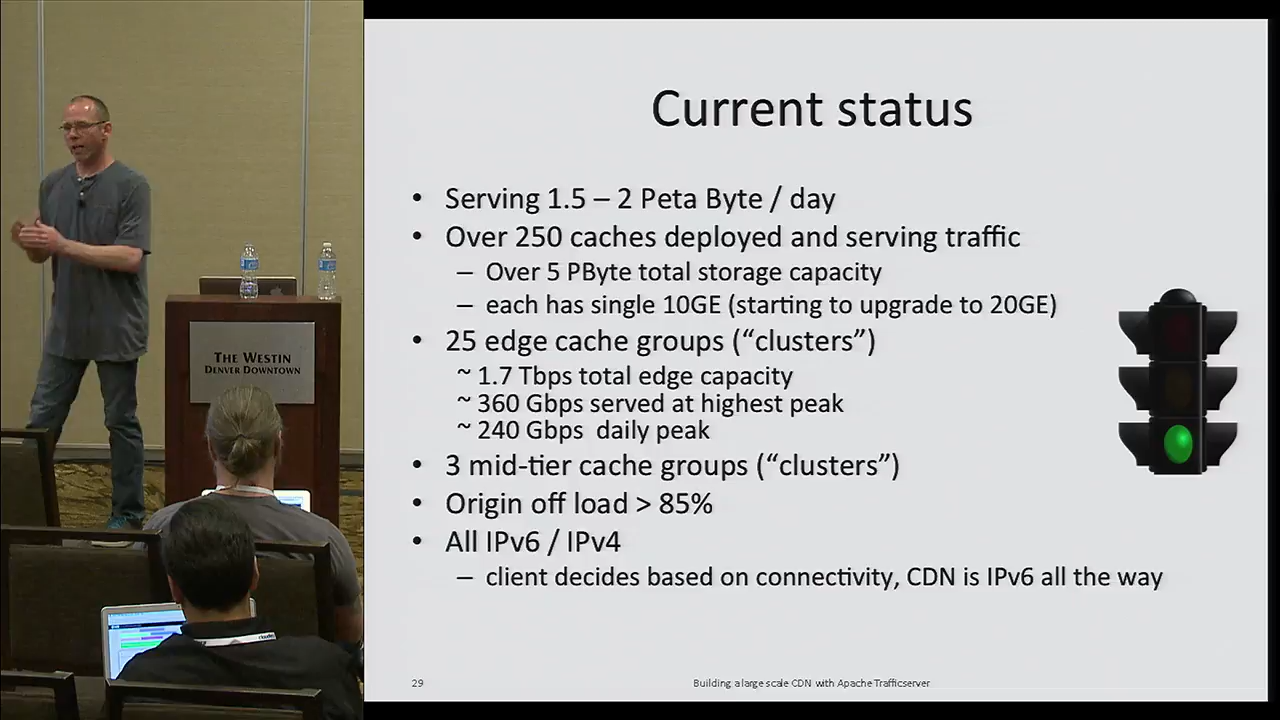 Current status
• Serving 1.5 – 2 Peta Byte / day
• Over 250 caches deployed and serving traffic
– Over 5 PByte total storage capacity
– each has single 10GE (starting to upgrade to 20GE)
• 25 edge cache groups (“clusters”)
~ 1.7 Tbps total edge capacity
~ 360 Gbps served at highest peak
~ 240 Gbps  daily peak
• 3 mid-tier cache groups (“clusters”)
• Origin off load > 85%
• All IPv6 / IPv4
– client decides based on connectivity, CDN is IPv6 all the way
29
Building a large scale CDN with Apache Trafficserver
THE WESTIN
DENVER DOWNTOWN